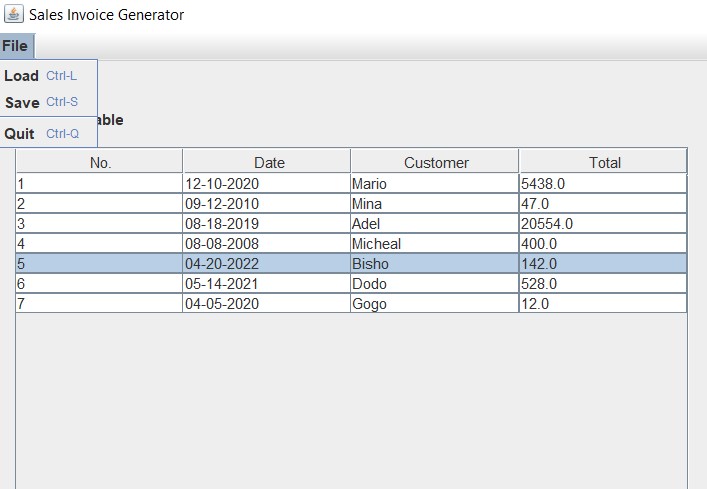 Sales Invoice Generator
File
Load Ctrl-L
Save Ctrl-S
able
Quit Ctrl-Q
No. Date Customer Total
1 12-10-2020 Mario 5438.0
2 09-12-2010 Mina 47.0
3 08-18-2019 Adel 20554.0
4 08-08-2008 Micheal 400.0
5 04-20-2022 Bisho 142.0
6 05-14-2021 Dodo 528.0
7 04-05-2020 Gogo 12.0